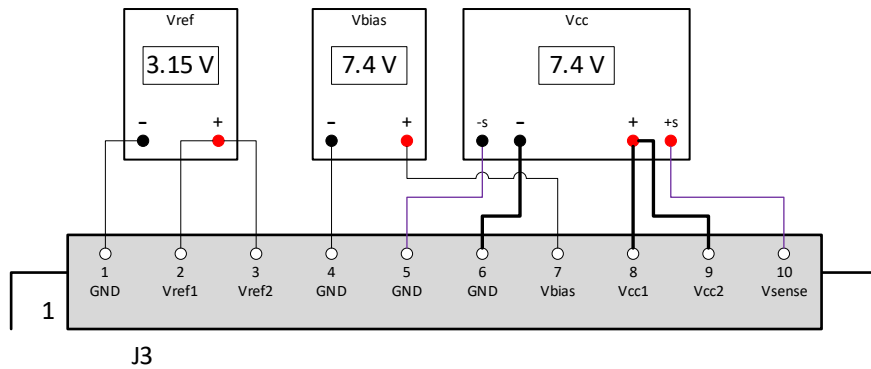 Vref
Vbias
Vcc
3.15 V
7.4 V
7.4 V
− +
− +
-s − + +s
1 2 3 4 5 6 7 8 9 10
GND Vref1 Vref2 GND GND GND Vbias Vcc1 Vcc2 Vsense
1
J3